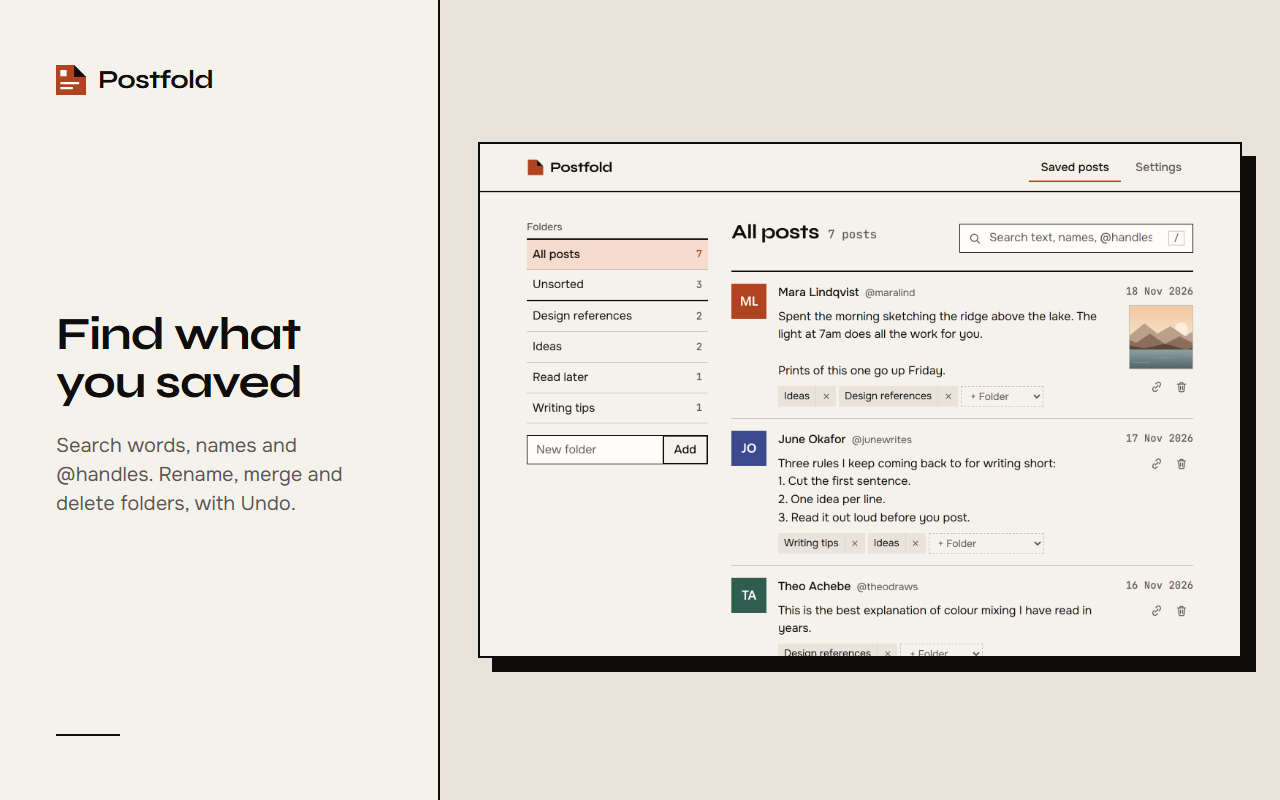 Postfold
Find what
you saved
Search words, names and
@handles. Rename, merge and
delete folders, with Undo.
Postfold
Saved posts
Settings
Folders
All posts 7
Unsorted 3
Design references 2
Ideas 2
Read later 1
Writing tips 1
New folder
Add
All posts 7 posts
Search text, names, @handles /
ML
Mara Lindqvist @maralind
18 Nov 2026
Spent the morning sketching the ridge above the lake. The
light at 7am does all the work for you.
Prints of this one go up Friday.
Ideas × Design references × + Folder
JO
June Okafor @junewrites
17 Nov 2026
Three rules I keep coming back to for writing short:
1. Cut the first sentence.
2. One idea per line.
3. Read it out loud before you post.
Writing tips × Ideas × + Folder
TA
Theo Achebe @theodraws
16 Nov 2026
This is the best explanation of colour mixing I have read in
years.
Design references × + Folder